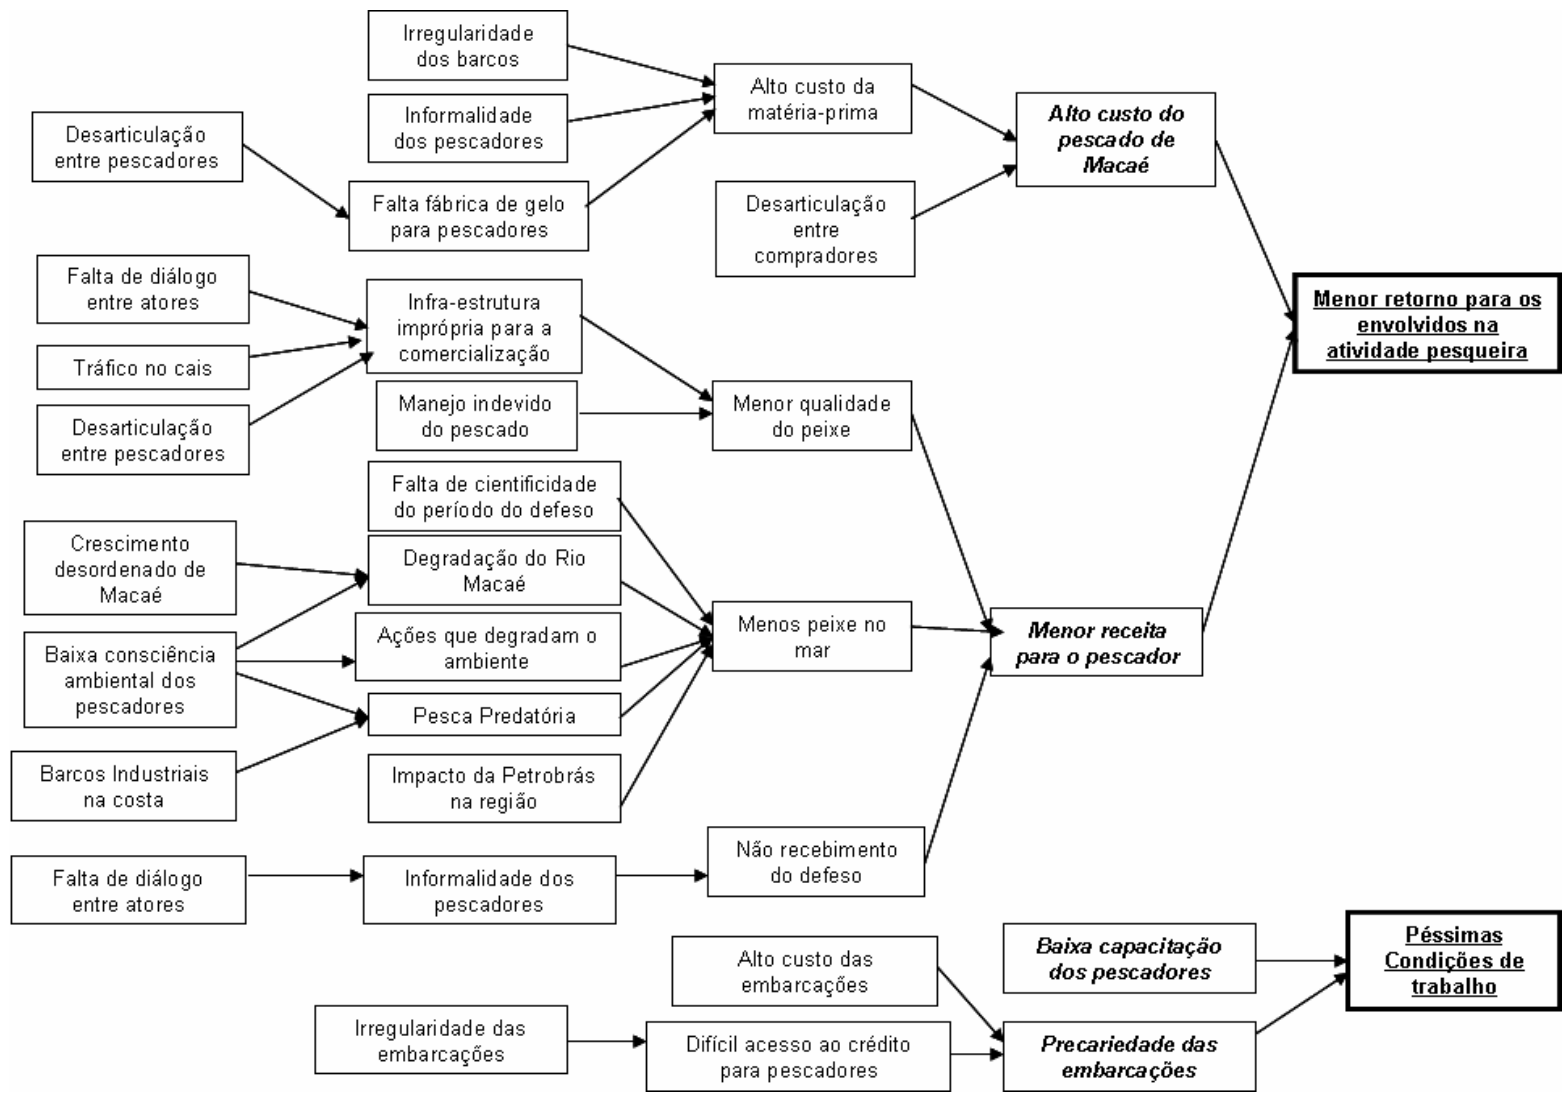 Irregularidade
dos barcos
Informalidade
dos pescadores
Desarticulação
entre pescadores
Falta fábrica de gelo
para pescadores
Alto custo da
matéria-prima
Desarticulação
entre
compradores
Alto custo do
pescado de
Macaé
Falta de diálogo
entre atores
Tráfico no cais
Desarticulação
entre pescadores
Infra-estrutura
imprópria para a
comercialização
Manejo indevido
do pescado
Menor qualidade
do peixe
Menor retorno para os
envolvidos na
atividade pesqueira
Falta de cientificidade
do período do defeso
Crescimento
desordenado de
Macaé
Degradação do Rio
Macaé
Baixa consciência
ambiental dos
pescadores
Ações que degradam o
ambiente
Pesca Predatória
Barcos Industriais
na costa
Impacto da Petrobrás
na região
Menos peixe no
mar
Menor receita
para o pescador
Falta de diálogo
entre atores
Informalidade dos
pescadores
Não recebimento
do defeso
Alto custo das
embarcações
Baixa capacitação
dos pescadores
Péssimas
Condições de
trabalho
Irregularidade das
embarcações
Difícil acesso ao crédito
para pescadores
Precariedade das
embarcações